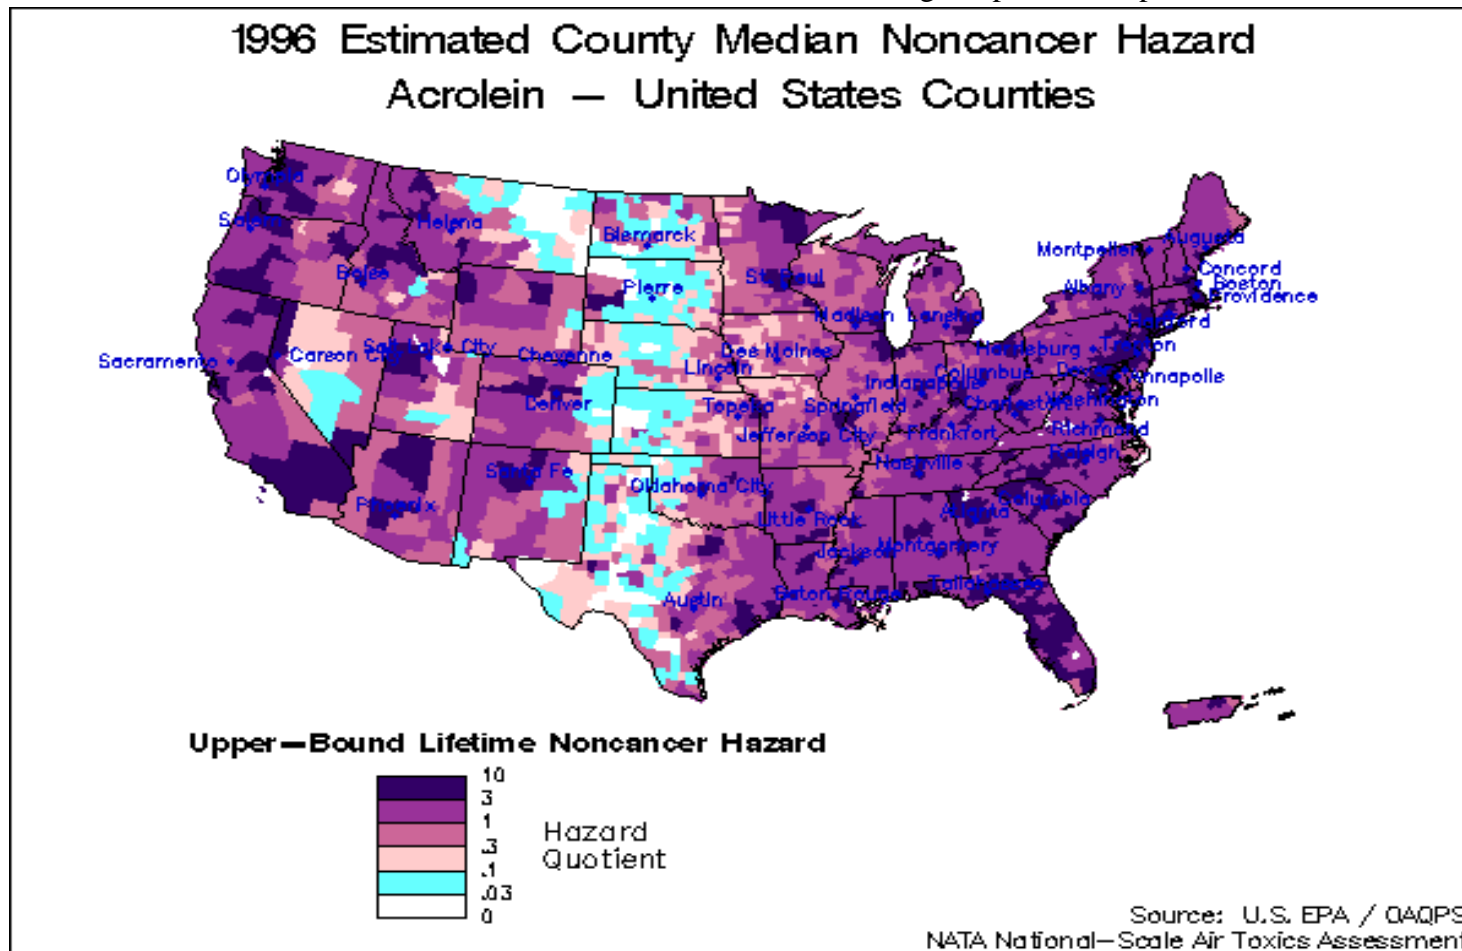 1996 Estimated County Median Noncancer Hazard
Acrolein — United States Counties
Olympia
Salem
Helena
Boise
Bismarck
Pierre
St. Paul
Madison
Lansing
Montpelier
Augusta
Concord
Boston
Providence
Albany
Hartford
Sacramento
Carson City
Salt Lake City
Cheyenne
Denver
Lincoln
Des Moines
Topeka
Jefferson City
Springfield
Indianapolis
Columbus
Harrisburg
Trenton
Annapolis
Washington
Charleston
Frankfort
Richmond
Raleigh
Nashville
Columbia
Atlanta
Santa Fe
Phoenix
Oklahoma City
Little Rock
Jackson
Montgomery
Tallahassee
Baton Rouge
Austin
Upper—Bound Lifetime Noncancer Hazard
10
3
1
.3
.1
.03
0
Hazard
Quotient
Source: U.S. EPA / OAQPS
NATA National—Scale Air Toxics Assessment